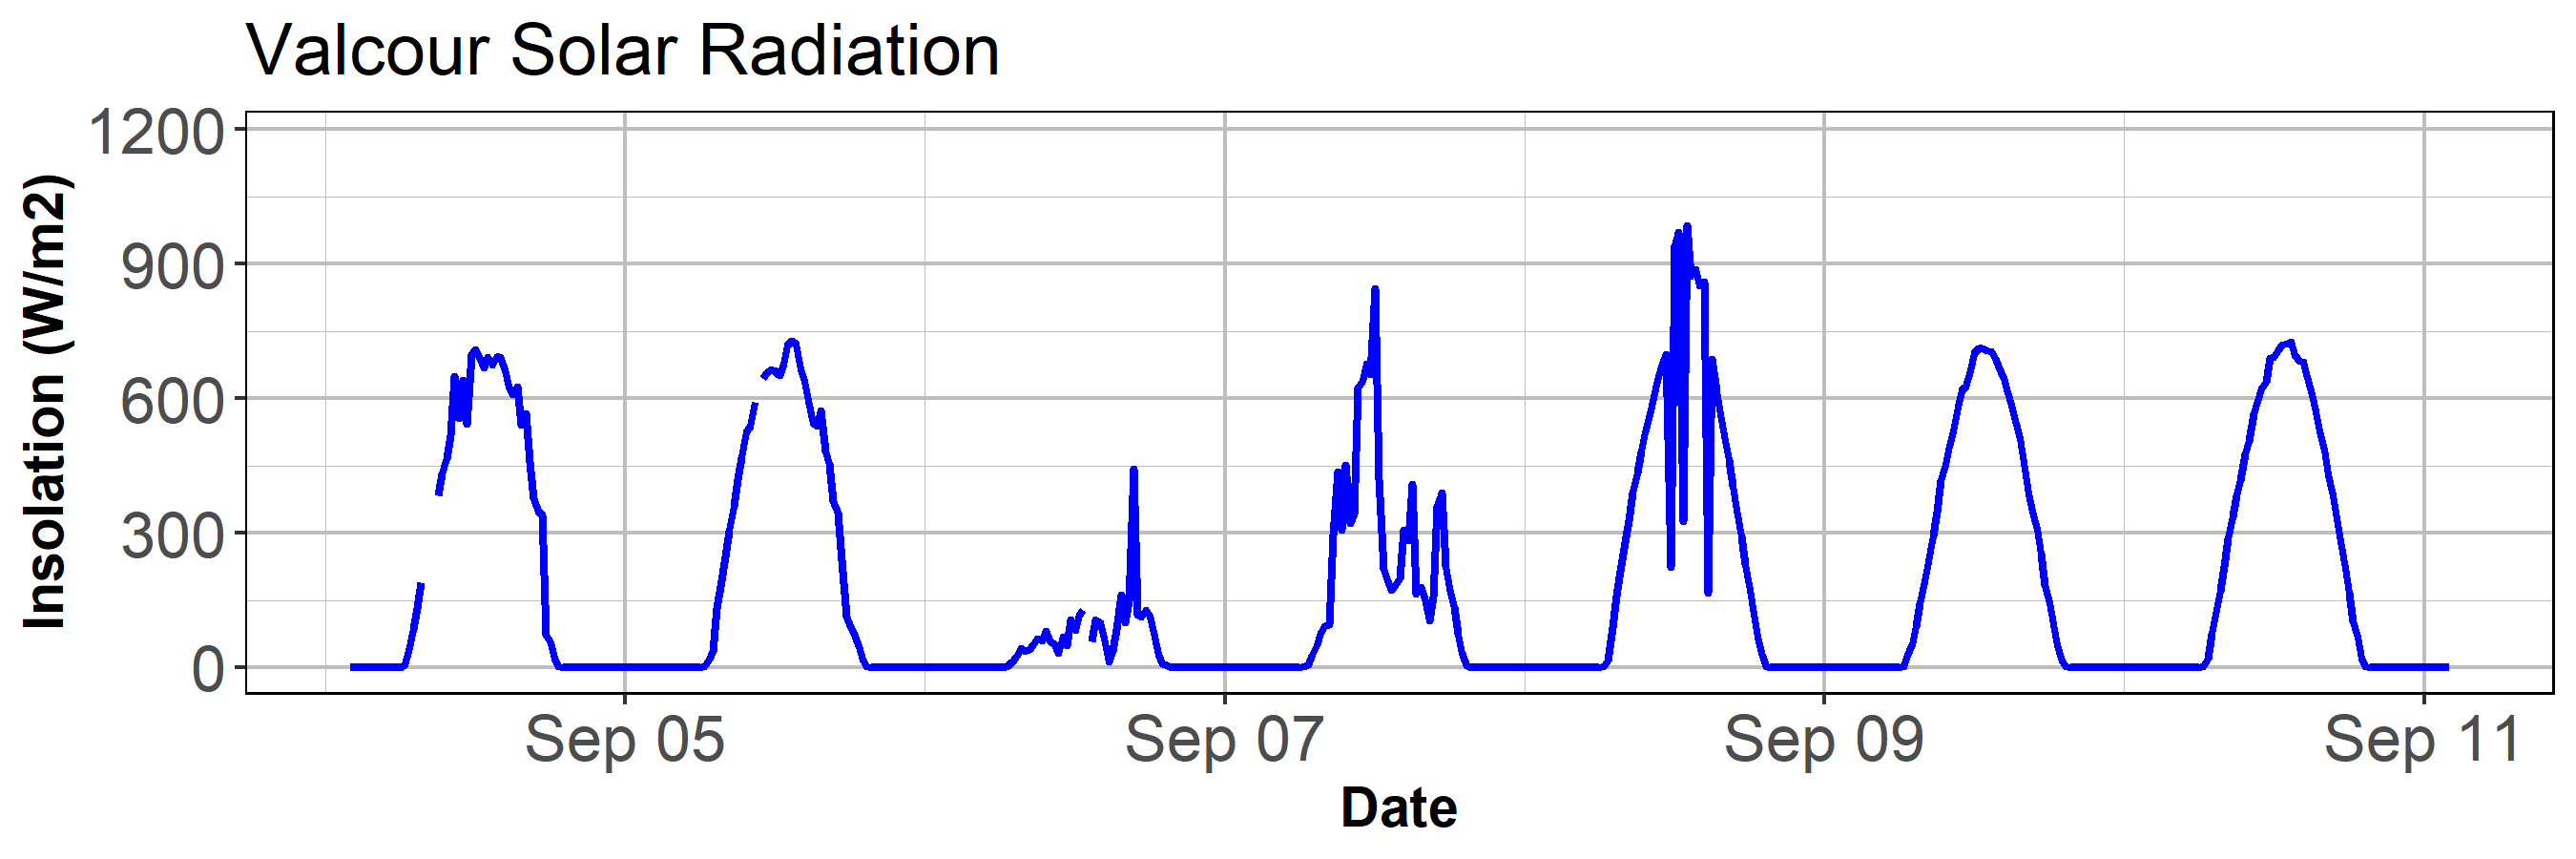 Valcour Solar Radiation
1200
900
600
300
0
Insolation (W/m2)
Sep 05
Sep 07
Sep 09
Sep 11
Date